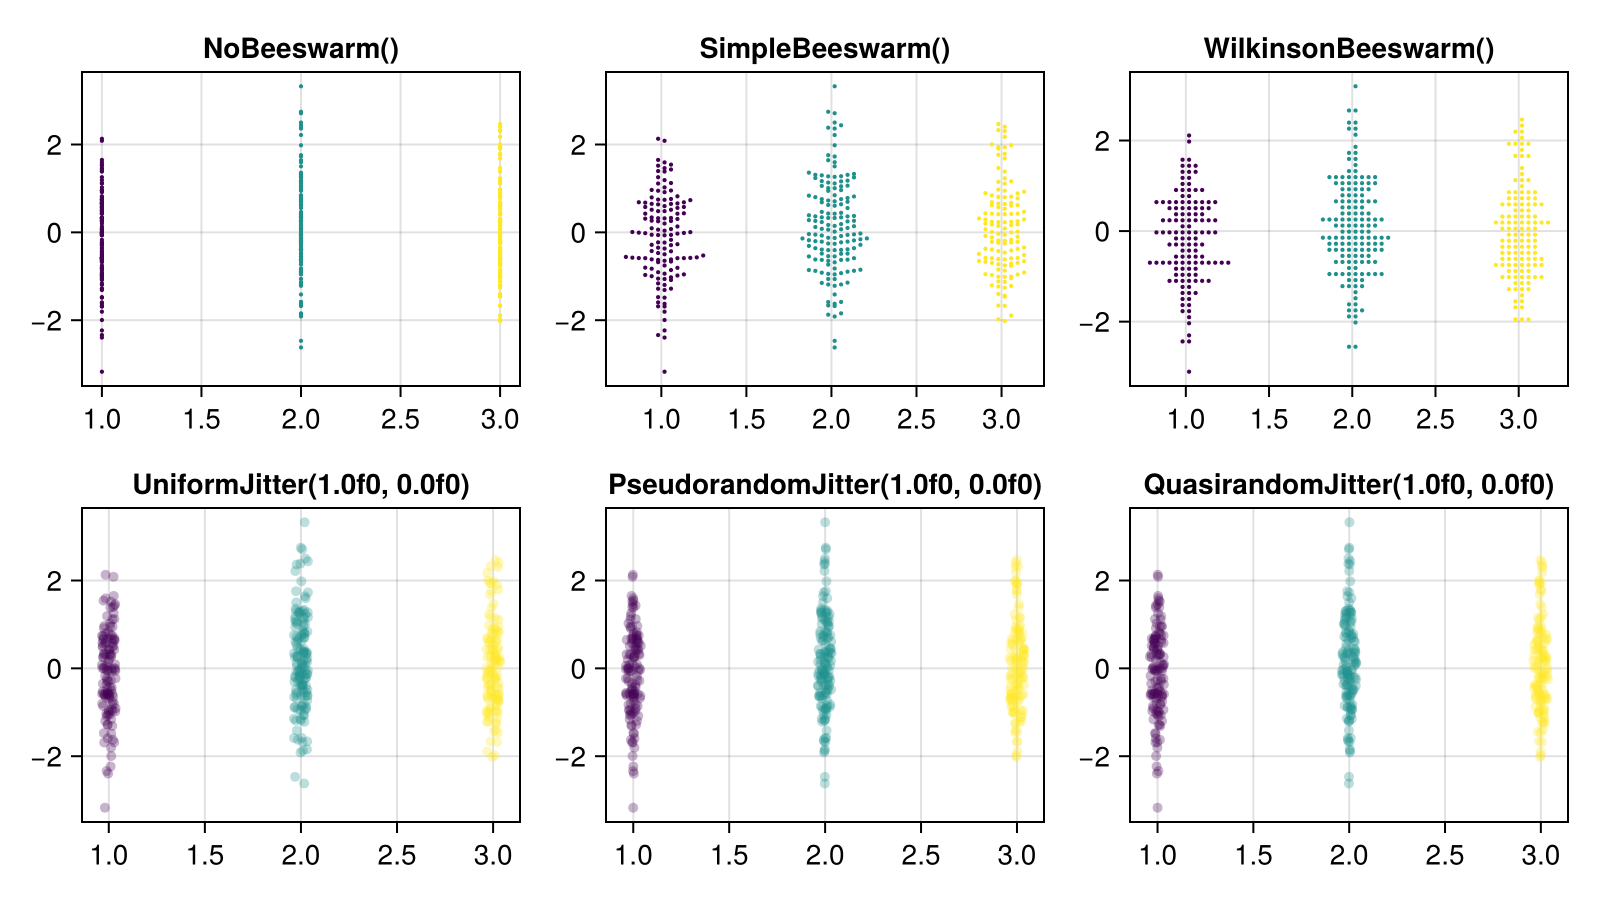 NoBeeswarm()
2
0
−2
1.0 1.5 2.0 2.5 3.0
SimpleBeeswarm()
2
0
−2
1.0 1.5 2.0 2.5 3.0
WilkinsonBeeswarm()
2
0
−2
1.0 1.5 2.0 2.5 3.0
UniformJitter(1.0f0, 0.0f0)
2
0
−2
1.0 1.5 2.0 2.5 3.0
PseudorandomJitter(1.0f0, 0.0f0)
2
0
−2
1.0 1.5 2.0 2.5 3.0
QuasirandomJitter(1.0f0, 0.0f0)
2
0
−2
1.0 1.5 2.0 2.5 3.0